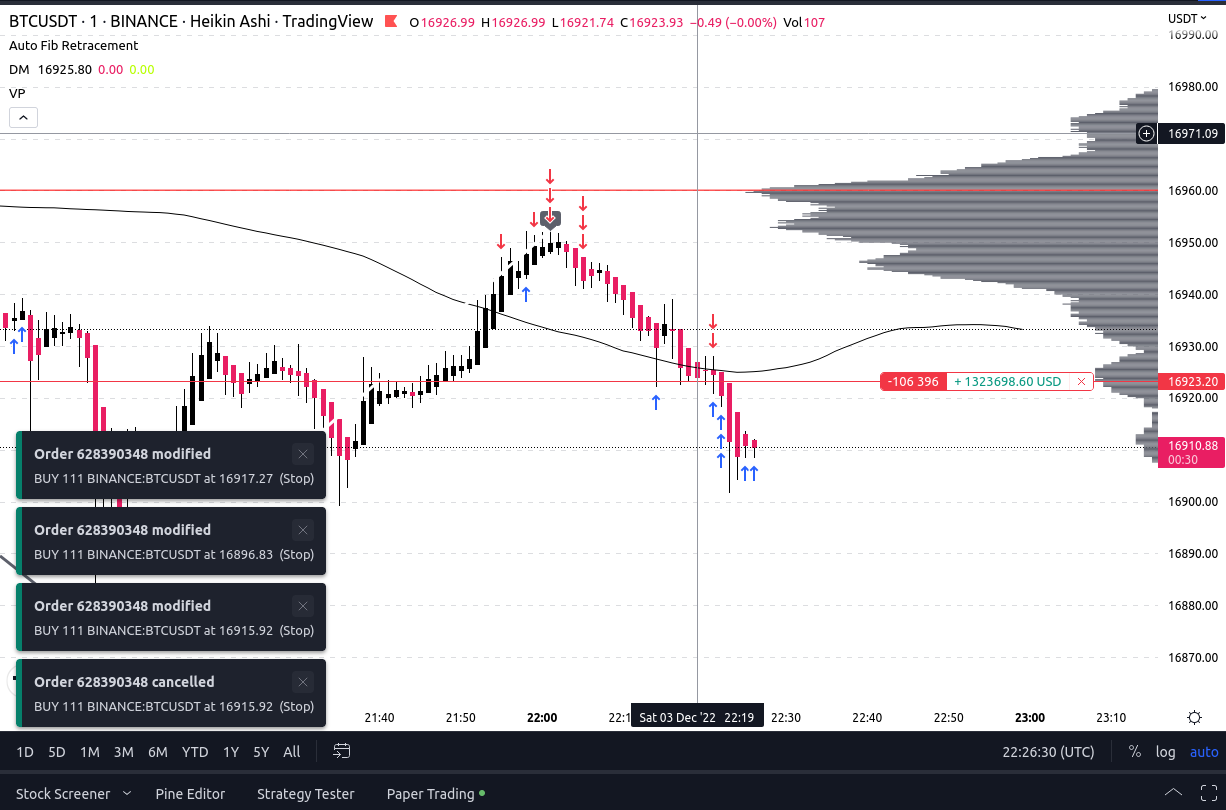 BTCUSDT · 1 · BINANCE · Heikin Ashi · TradingView O16926.99 H16926.99 L16921.74 C16923.93 −0.49 (−0.00%) Vol107
USDT
Auto Fib Retracement
DM 16925.80 0.00 0.00
VP
16990.00
16980.00
16971.09
16960.00
16950.00
16940.00
16930.00
-106 396 + 1323698.60 USD
16923.20
16920.00
16910.88
00:30
16900.00
16890.00
16880.00
16870.00
Order 628390348 modified
BUY 111 BINANCE:BTCUSDT at 16917.27 (Stop)
Order 628390348 modified
BUY 111 BINANCE:BTCUSDT at 16896.83 (Stop)
Order 628390348 modified
BUY 111 BINANCE:BTCUSDT at 16915.92 (Stop)
Order 628390348 cancelled
BUY 111 BINANCE:BTCUSDT at 16915.92 (Stop)
21:40 21:50 22:00 22:1 Sat 03 Dec '22 22:19 22:30 22:40 22:50 23:00 23:10
1D 5D 1M 3M 6M YTD 1Y 5Y All 22:26:30 (UTC) % log auto
Stock Screener Pine Editor Strategy Tester Paper Trading